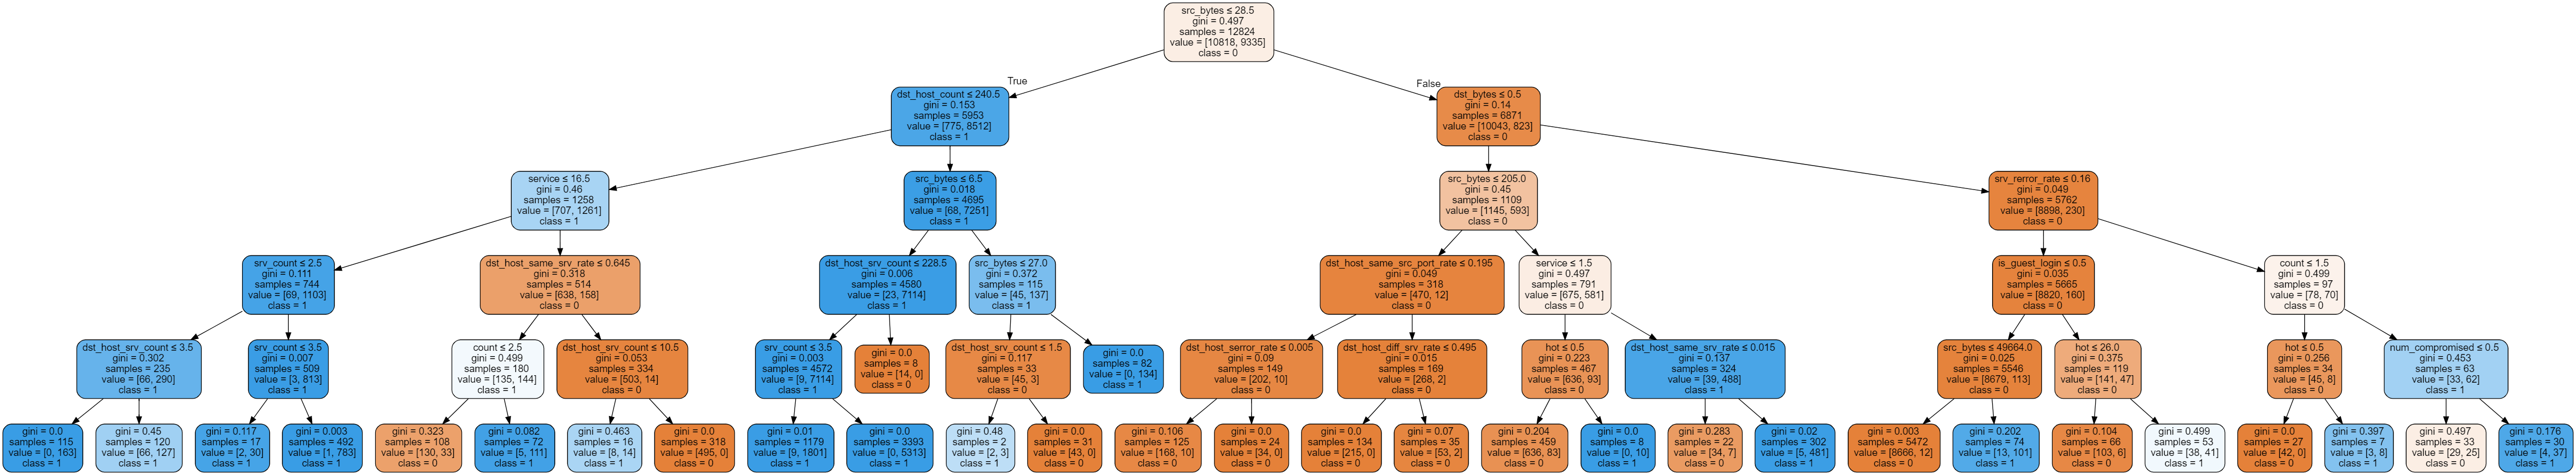 src_bytes ≤ 28.5
gini = 0.497
samples = 12824
value = [10818, 9335]
class = 0
True
False
dst_host_count ≤ 240.5
gini = 0.153
samples = 5953
value = [775, 8512]
class = 1
dst_bytes ≤ 0.5
gini = 0.14
samples = 6871
value = [10043, 823]
class = 0
service ≤ 16.5
gini = 0.46
samples = 1258
value = [707, 1261]
class = 1
src_bytes ≤ 6.5
gini = 0.018
samples = 4695
value = [68, 7251]
class = 1
src_bytes ≤ 205.0
gini = 0.45
samples = 1109
value = [1145, 593]
class = 0
srv_rerror_rate ≤ 0.16
gini = 0.049
samples = 5762
value = [8898, 230]
class = 0
srv_count ≤ 2.5
gini = 0.111
samples = 744
value = [69, 1103]
class = 1
dst_host_same_srv_rate ≤ 0.645
gini = 0.318
samples = 514
value = [638, 158]
class = 0
dst_host_srv_count ≤ 228.5
gini = 0.006
samples = 4580
value = [23, 7114]
class = 1
src_bytes ≤ 27.0
gini = 0.372
samples = 115
value = [45, 137]
class = 1
dst_host_same_src_port_rate ≤ 0.195
gini = 0.049
samples = 318
value = [470, 12]
class = 0
service ≤ 1.5
gini = 0.497
samples = 791
value = [675, 581]
class = 0
is_guest_login ≤ 0.5
gini = 0.035
samples = 5665
value = [8820, 160]
class = 0
count ≤ 1.5
gini = 0.499
samples = 97
value = [78, 70]
class = 0
dst_host_srv_count ≤ 3.5
gini = 0.302
samples = 235
value = [66, 290]
class = 1
srv_count ≤ 3.5
gini = 0.007
samples = 509
value = [3, 813]
class = 1
count ≤ 2.5
gini = 0.499
samples = 180
value = [135, 144]
class = 1
dst_host_srv_count ≤ 10.5
gini = 0.053
samples = 334
value = [503, 14]
class = 0
srv_count ≤ 3.5
gini = 0.003
samples = 4572
value = [9, 7114]
class = 1
gini = 0.0
samples = 8
value = [14, 0]
class = 0
dst_host_srv_count ≤ 1.5
gini = 0.117
samples = 33
value = [45, 3]
class = 0
gini = 0.0
samples = 82
value = [0, 134]
class = 1
dst_host_serror_rate ≤ 0.005
gini = 0.09
samples = 149
value = [202, 10]
class = 0
dst_host_diff_srv_rate ≤ 0.495
gini = 0.015
samples = 169
value = [268, 2]
class = 0
hot ≤ 0.5
gini = 0.223
samples = 467
value = [636, 93]
class = 0
dst_host_same_srv_rate ≤ 0.015
gini = 0.137
samples = 324
value = [39, 488]
class = 1
src_bytes ≤ 49664.0
gini = 0.025
samples = 5546
value = [8679, 113]
class = 0
hot ≤ 26.0
gini = 0.375
samples = 119
value = [141, 47]
class = 0
hot ≤ 0.5
gini = 0.256
samples = 34
value = [45, 8]
class = 0
num_compromised ≤ 0.5
gini = 0.453
samples = 63
value = [33, 62]
class = 1
gini = 0.0
samples = 115
value = [0, 163]
class = 1
gini = 0.45
samples = 120
value = [66, 127]
class = 1
gini = 0.117
samples = 17
value = [2, 30]
class = 1
gini = 0.003
samples = 492
value = [1, 783]
class = 1
gini = 0.323
samples = 108
value = [130, 33]
class = 0
gini = 0.082
samples = 72
value = [5, 111]
class = 1
gini = 0.463
samples = 16
value = [8, 14]
class = 1
gini = 0.0
samples = 318
value = [495, 0]
class = 0
gini = 0.01
samples = 1179
value = [9, 1801]
class = 1
gini = 0.0
samples = 3393
value = [0, 5313]
class = 1
gini = 0.48
samples = 2
value = [2, 3]
class = 1
gini = 0.0
samples = 31
value = [43, 0]
class = 0
gini = 0.106
samples = 125
value = [168, 10]
class = 0
gini = 0.0
samples = 24
value = [34, 0]
class = 0
gini = 0.0
samples = 134
value = [215, 0]
class = 0
gini = 0.07
samples = 35
value = [53, 2]
class = 0
gini = 0.204
samples = 459
value = [636, 83]
class = 0
gini = 0.0
samples = 8
value = [0, 10]
class = 1
gini = 0.283
samples = 22
value = [34, 7]
class = 0
gini = 0.02
samples = 302
value = [5, 481]
class = 1
gini = 0.003
samples = 5472
value = [8666, 12]
class = 0
gini = 0.202
samples = 74
value = [13, 101]
class = 1
gini = 0.104
samples = 66
value = [103, 6]
class = 0
gini = 0.499
samples = 53
value = [38, 41]
class = 1
gini = 0.0
samples = 27
value = [42, 0]
class = 0
gini = 0.397
samples = 7
value = [3, 8]
class = 1
gini = 0.497
samples = 33
value = [29, 25]
class = 0
gini = 0.176
samples = 30
value = [4, 37]
class = 1